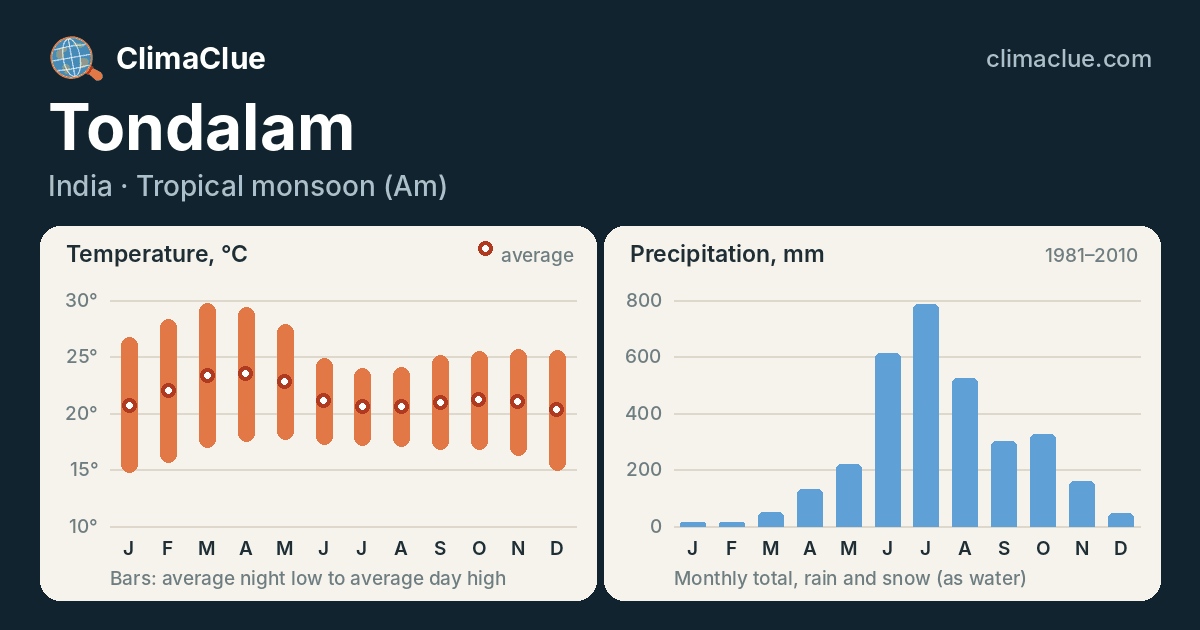 ClimaClue
climaclue.com
Tondalam
India · Tropical monsoon (Am)
Temperature, °C
average
30°
25°
20°
15°
10°
J F M A M J J A S O N D
Bars: average night low to average day high
Precipitation, mm
1981–2010
800
600
400
200
0
J F M A M J J A S O N D
Monthly total, rain and snow (as water)